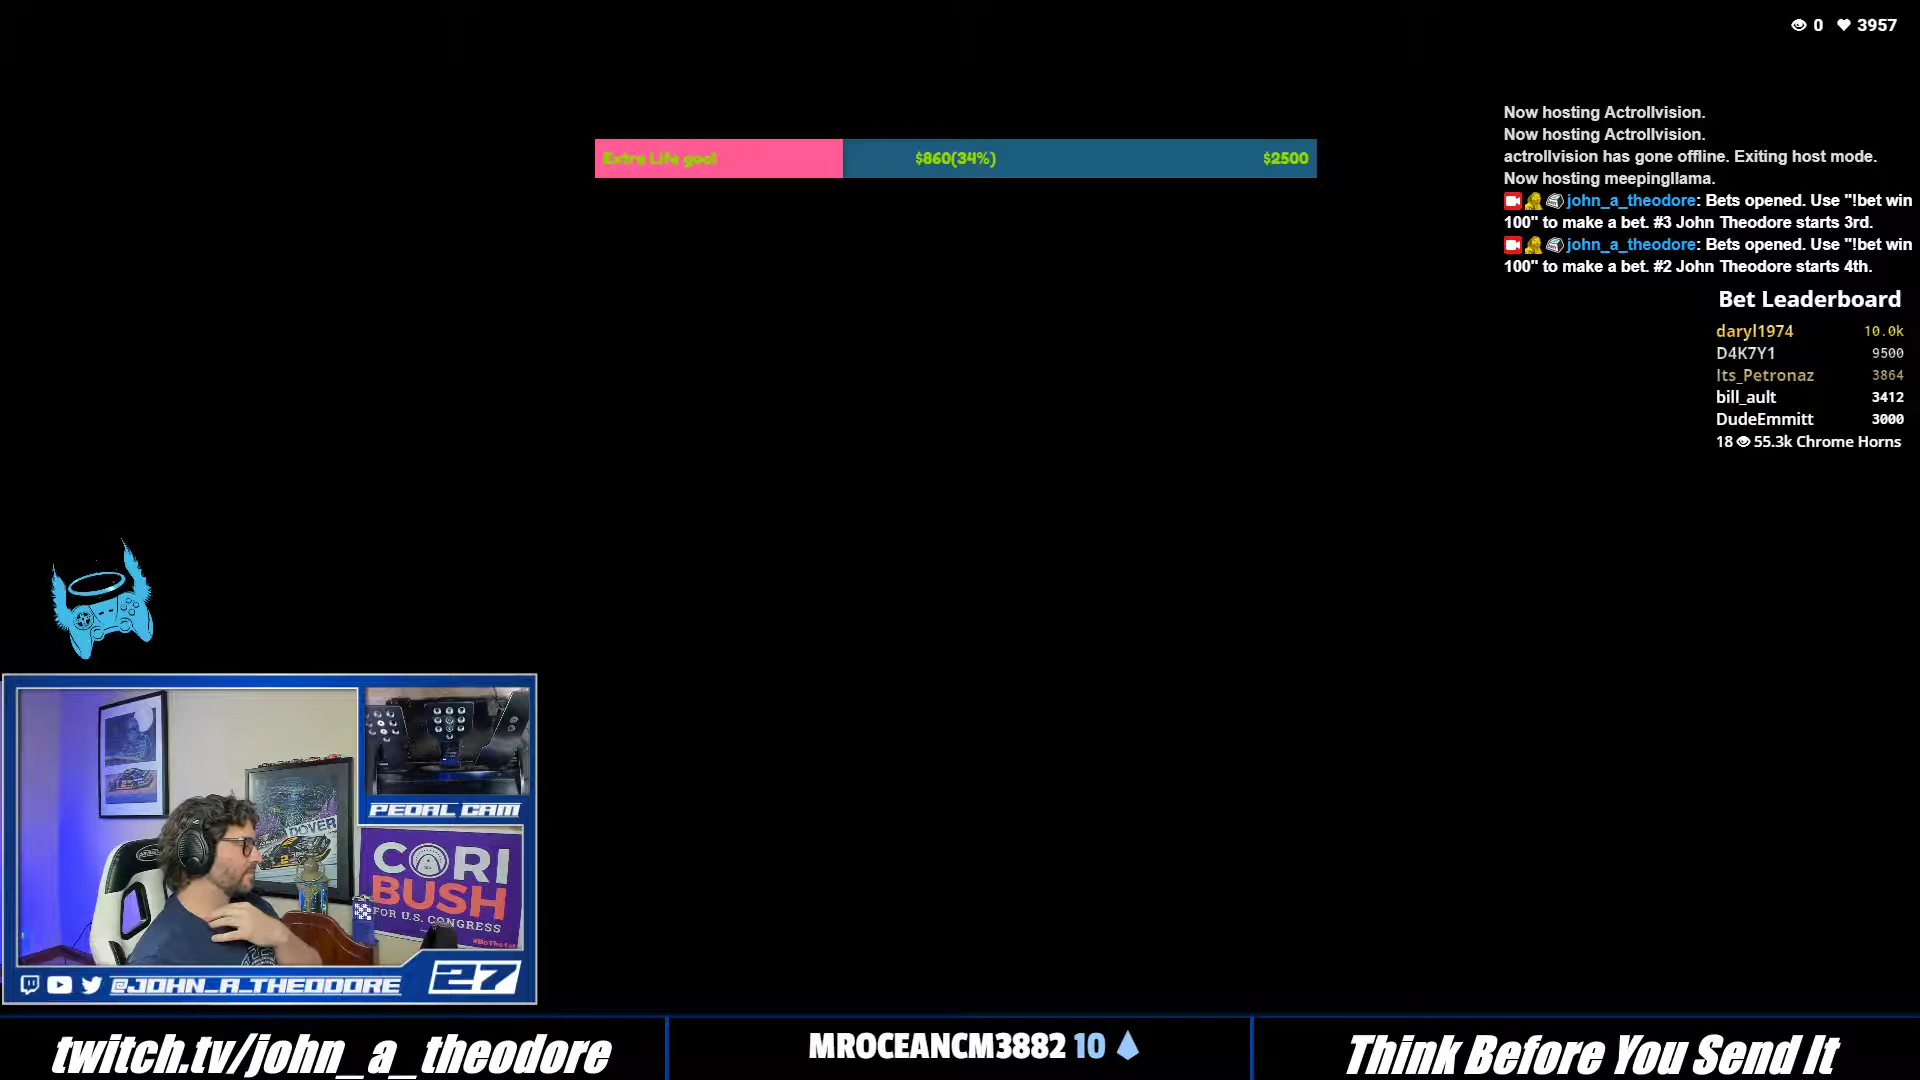 0 3957
Extra Life goal $860(34%) $2500
Now hosting Actrollvision.
Now hosting Actrollvision.
actrollvision has gone offline. Exiting host mode.
Now hosting meepingllama.
john_a_theodore: Bets opened. Use "!bet win
100" to make a bet. #3 John Theodore starts 3rd.
john_a_theodore: Bets opened. Use "!bet win
100" to make a bet. #2 John Theodore starts 4th.
Bet Leaderboard
daryl1974 10.0k
D4K7Y1 9500
Its_Petronaz 3864
bill_ault 3412
DudeEmmitt 3000
18 55.3k Chrome Horns
PEDAL CAM
DOVER
2
CORI
BUSH
FOR U.S. CONGRESS
@JOHN_A_THEODORE 27
twitch.tv/john_a_theodore
MROCEANCM3882 10
Think Before You Send It